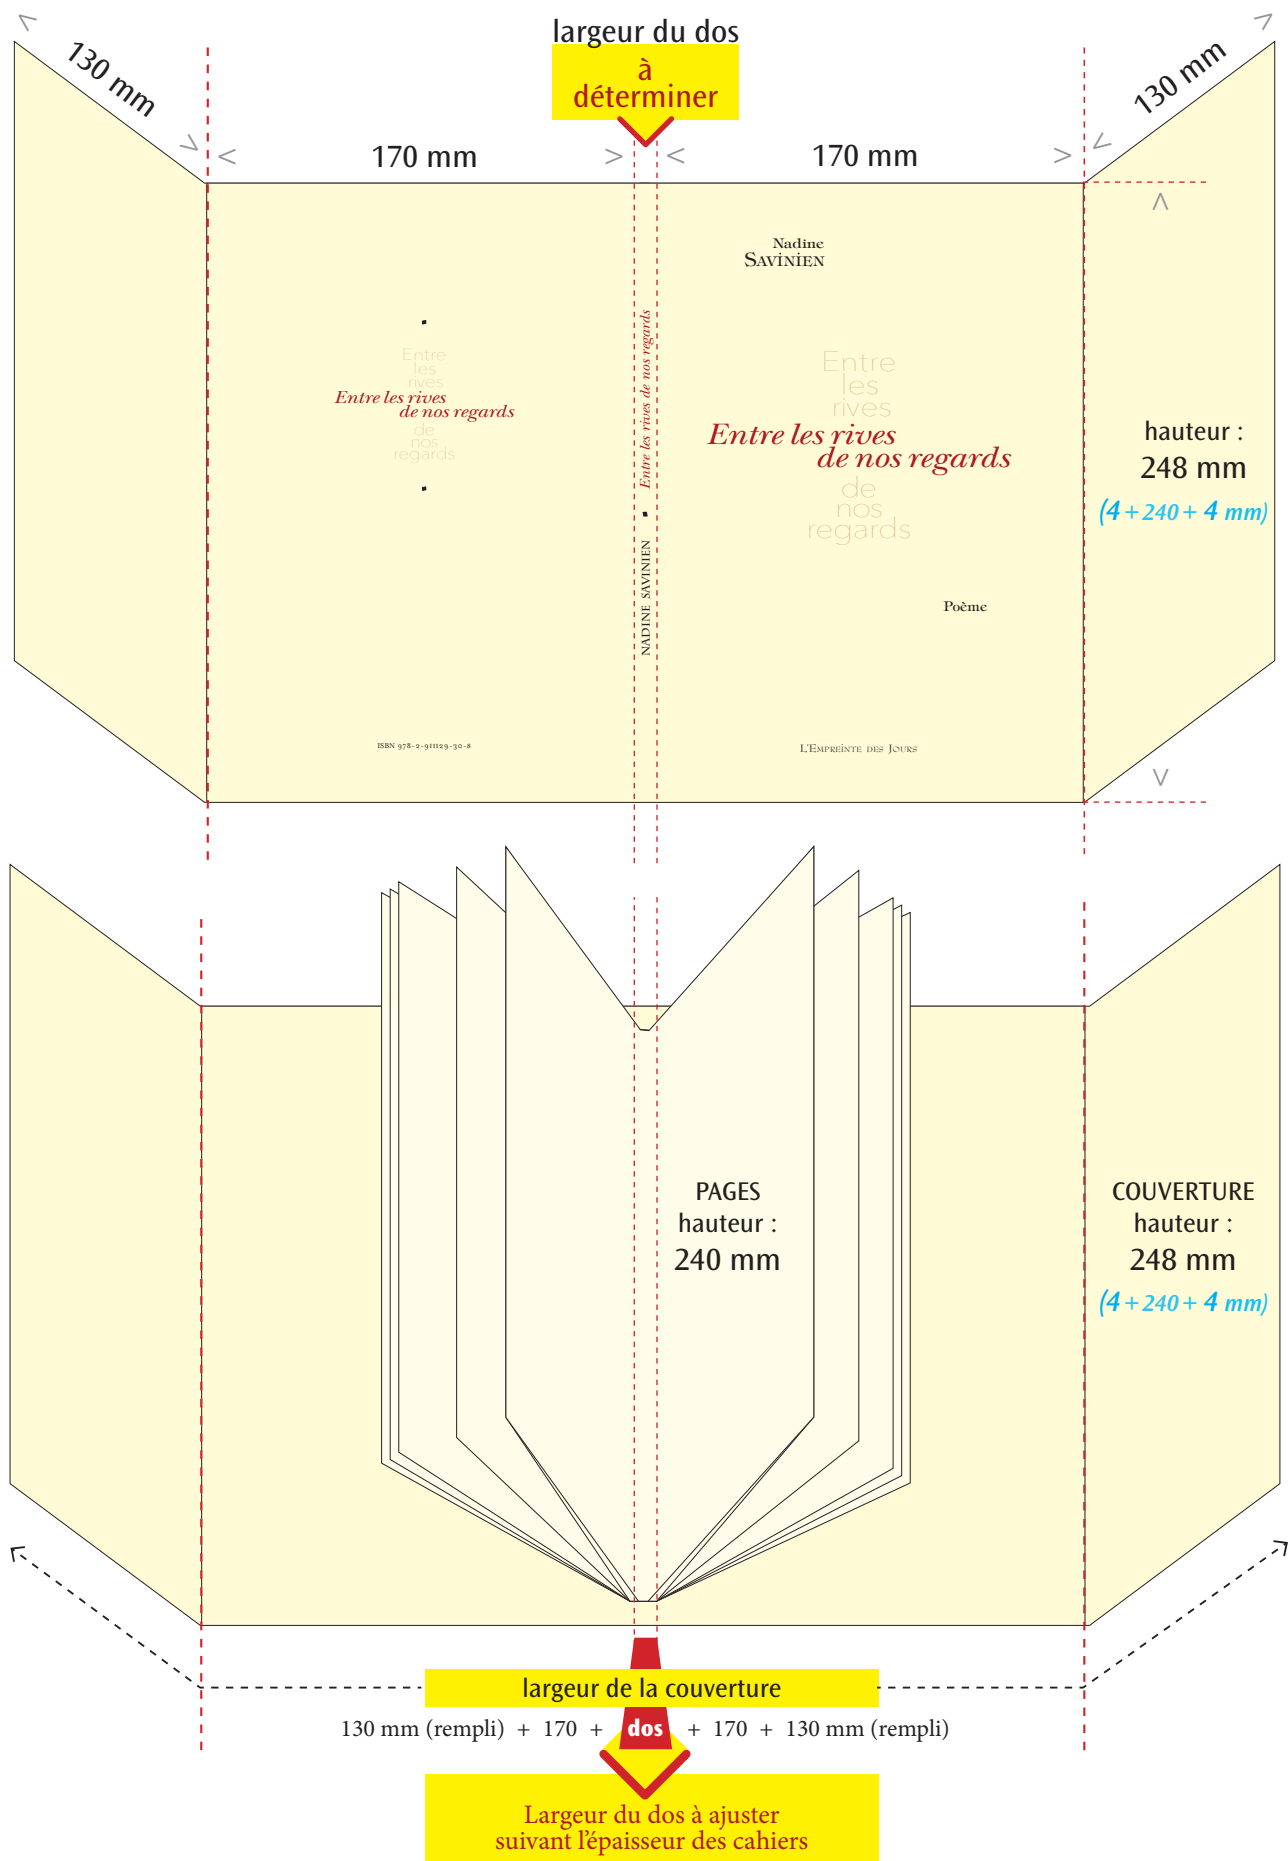 largeur du dos
à
déterminer
130 mm
130 mm
170 mm
170 mm
Nadine
SAVINIEN
Entre
les
rives
Entre les rives
de nos regards
de
nos
regards
NADINE SAVINIEN ▪ Entre les rives de nos regards
Entre
les
rives
Entre les rives
de nos regards
de
nos
regards
hauteur :
248 mm
(4 + 240 + 4 mm)
Poème
ISBN 978-2-911129-30-8
L'EMPREINTE DES JOURS
PAGES
hauteur :
240 mm
COUVERTURE
hauteur :
248 mm
(4 + 240 + 4 mm)
largeur de la couverture
130 mm (rempli) + 170 + dos + 170 + 130 mm (rempli)
Largeur du dos à ajuster
suivant l'épaisseur des cahiers